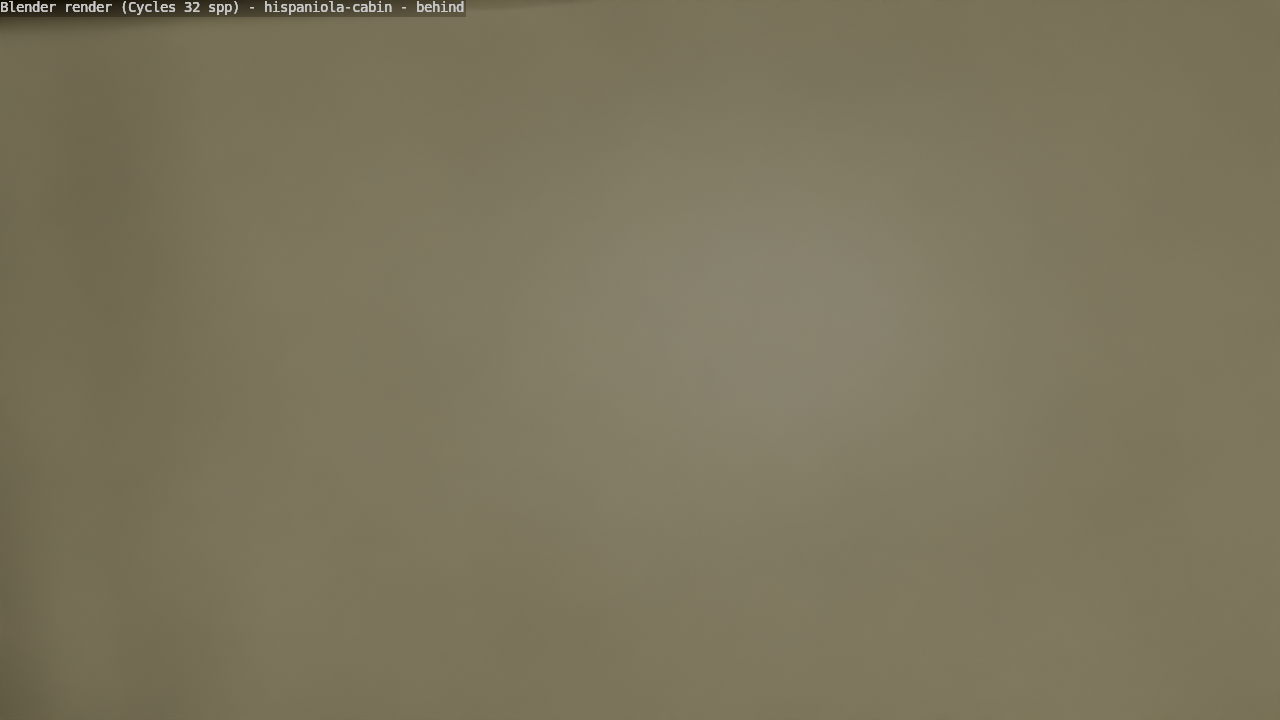 Blender render (Cycles 32 spp) - hispaniola-cabin - behind